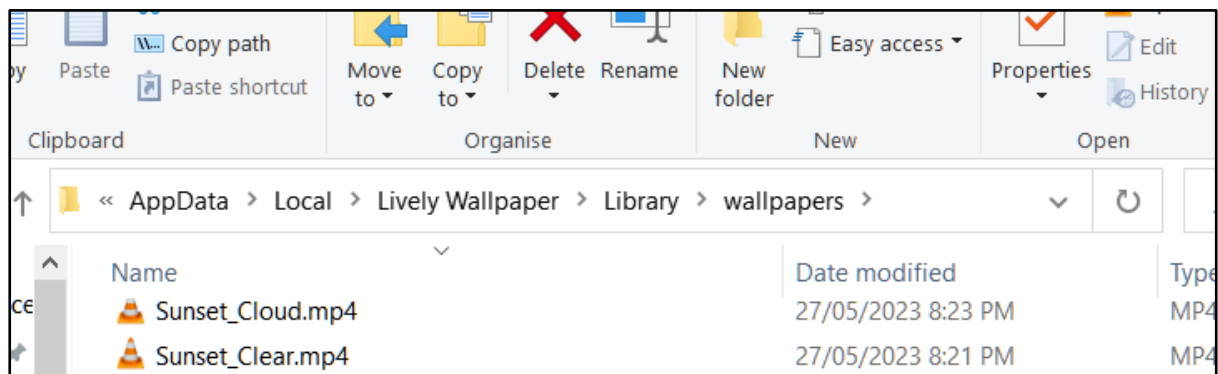 Copy path
Paste
Paste shortcut
Move to
Copy to
Delete
Rename
New folder
Easy access
Properties
Edit
History
Clipboard
Organise
New
Open
« AppData > Local > Lively Wallpaper > Library > wallpapers >
Name Date modified
Sunset_Cloud.mp4 27/05/2023 8:23 PM MP4
Sunset_Clear.mp4 27/05/2023 8:21 PM MP4